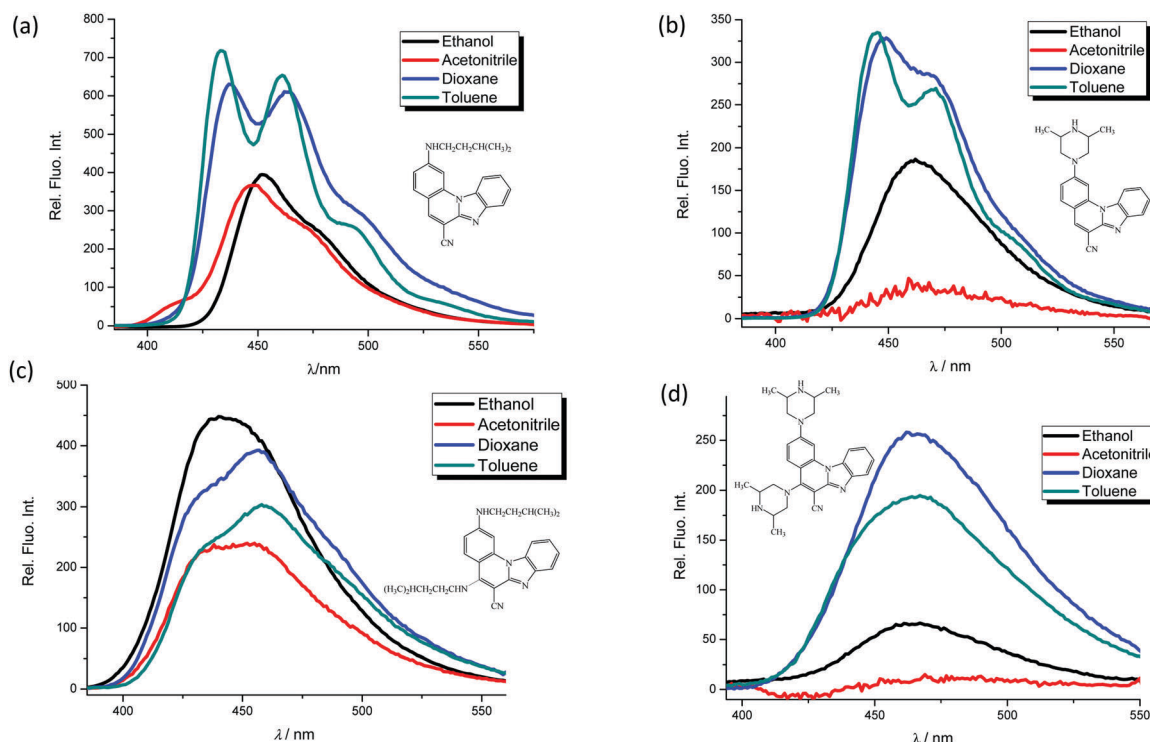 (a)
800
700
600
500
400
300
200
100
0
Rel. Fluo. Int.
400
450
500
550
λ/nm
Ethanol
Acetonitrile
Dioxane
Toluene
NHCH₂CH₂CH(CH₃)₂
N
N
CN
(b)
350
300
250
200
150
100
50
0
Rel. Fluo. Int.
400
450
500
550
λ / nm
Ethanol
Acetonitrile
Dioxane
Toluene
H
H₃C
N
CH₃
N
N
N
CN
(c)
500
400
300
200
100
0
Rel. Fluo. Int.
400
450
500
550
λ / nm
Ethanol
Acetonitrile
Dioxane
Toluene
NHCH₂CH₂CH(CH₃)₂
N
N
(H₃C)₂HCH₂CH₂CHN
CN
(d)
250
200
150
100
50
0
Rel. Fluo. Int.
400
450
500
550
λ / nm
Ethanol
Acetonitrile
Dioxane
Toluene
H
H₃C
N
CH₃
N
N
N
H₃C
N
CN
HN
CH₃